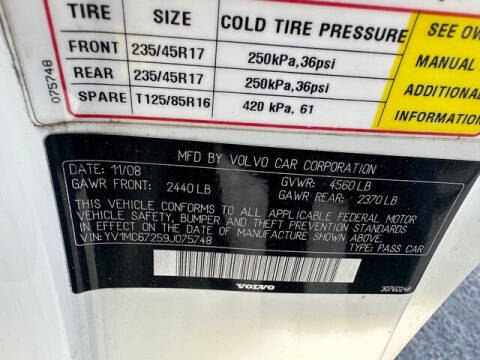 TIRE SIZE COLD TIRE PRESSURE
FRONT 235/45R17 250kPa,36psi
REAR 235/45R17 250kPa,36psi
SPARE T125/85R16 420 kPa. 61
075748
SEE OW
MANUAL
ADDITIONA
INFORMATION
MFD BY VOLVO CAR CORPORATION
DATE: 11/08 GVWR: 4560 LB
GAWR FRONT: 2440 LB GAWR REAR: 2370 LB
THIS VEHICLE CONFORMS TO ALL APPLICABLE FEDERAL MOTOR
VEHICLE SAFETY, BUMPER AND THEFT PREVENTION STANDARDS
IN EFFECT ON THE DATE OF MANUFACTURE SHOWN ABOVE
VIN: YV1MC67259J075748 TYPE: PASS CAR
VOLVO
30760248